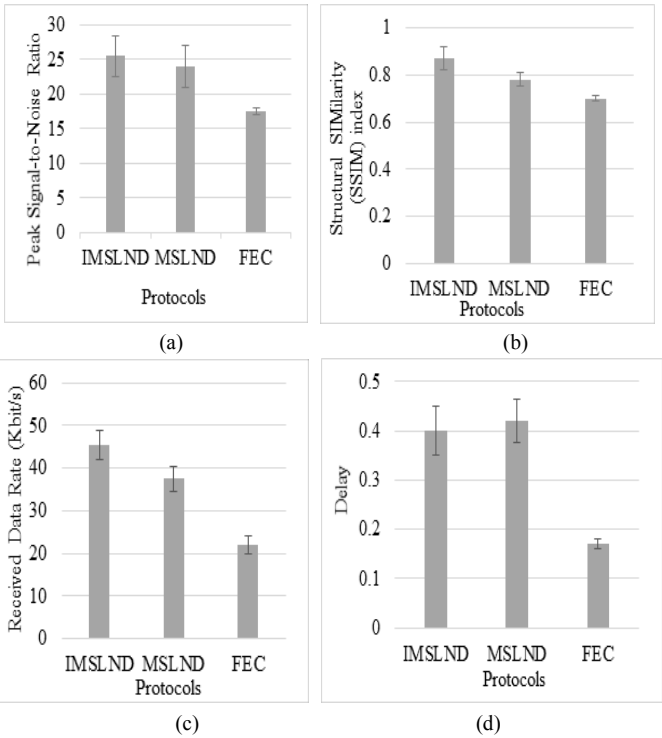 Peak Signal-to-Noise Ratio
30
25
20
15
10
5
0
IMSLND MSLND FEC
Protocols
(a)
Structural SIMilarity
(SSIM) index
1
0.8
0.6
0.4
0.2
0
IMSLND MSLND FEC
Protocols
(b)
Received Data Rate (Kbit/s)
60
50
40
30
20
10
0
IMSLND MSLND FEC
Protocols
(c)
Delay
0.5
0.4
0.3
0.2
0.1
0
IMSLND MSLND FEC
Protocols
(d)